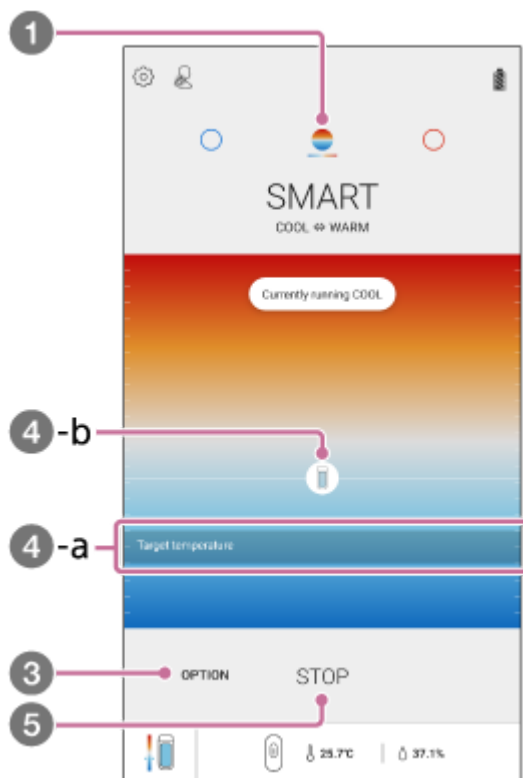 1
SMART
COOL ⇔ WARM
Currently running COOL
4-b
4-a
Target temperature
3
OPTION
STOP
5
25.7°C
37.1%